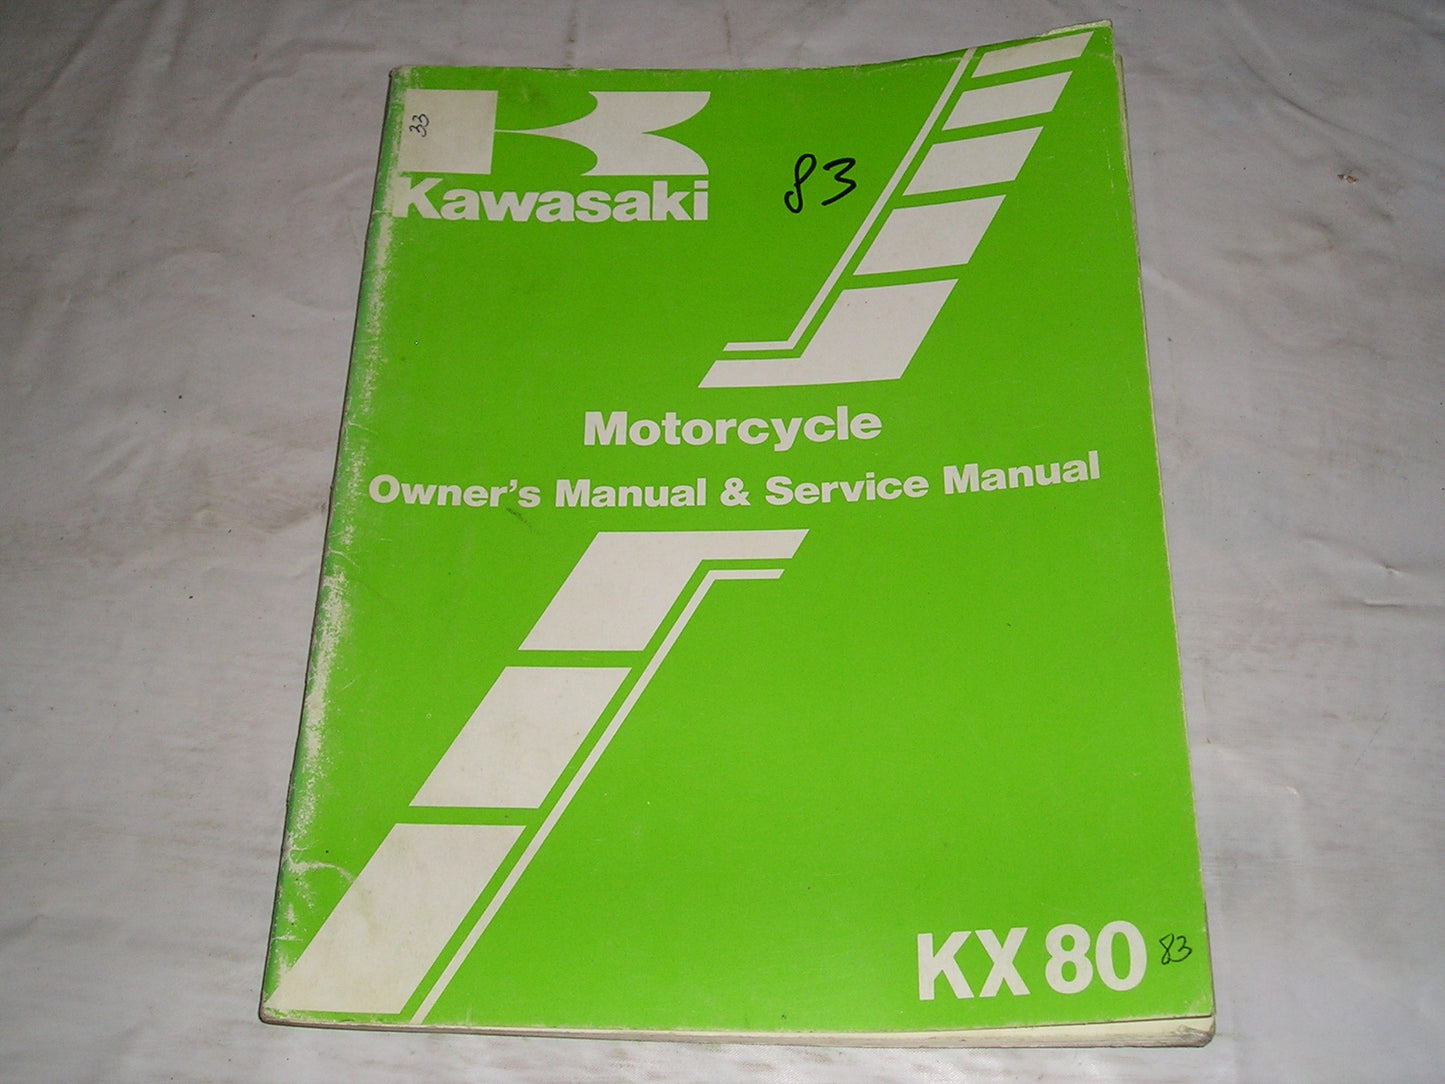 33
Kawasaki
83
Motorcycle
Owner's Manual & Service Manual
KX 80 83